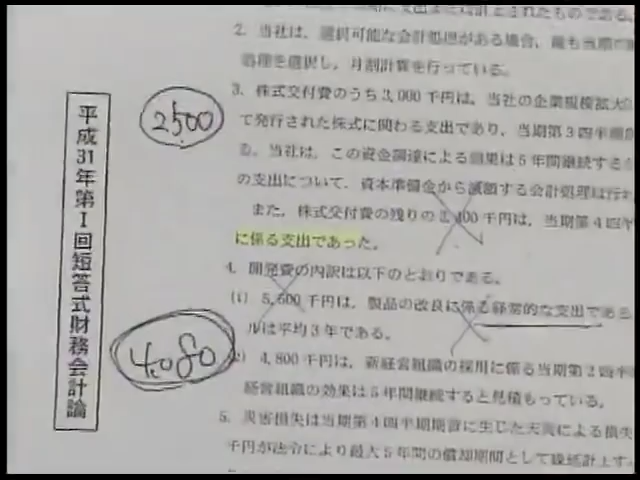 平成31年第Ⅰ回短答式財務会計論
2500
4,080
2. 当社は、選択可能な会計処理がある場合、最も当期の
処理を選択し、月割計算を行っている。
3. 株式交付費のうち3,000千円は、当社の企業規模拡大
て発行された株式に関わる支出であり、当期第3四半期
当社は、この資金調達による効果は5年間継続する
の支出について、資本準備金から減額する会計処理は行わ
また、株式交付費の残りの 千円は、当期第4四半
に係る支出であった。
4. 開発費の内訳は以下のとおりである。
(1) 5,500千円は、製品の改良に係る経常的な支出である
ルは平均3年である。
4,800千円は、新経営組織の採用に係る当期第2四半
経営組織の効果は5年間継続すると見積もっている。
5. 災害損失は当期第4四半期期首に生じた天災による損失
千円が法令により最大5年間の償却期間として繰延計上す